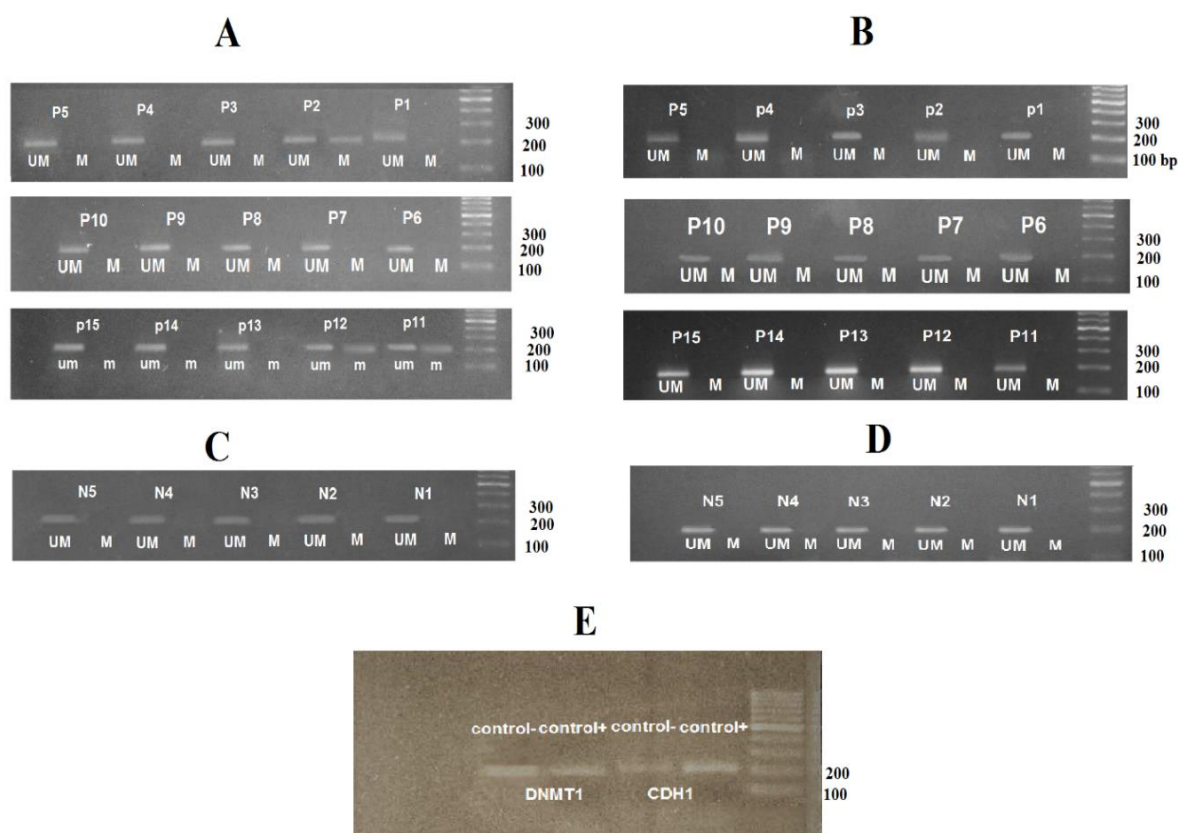 A
B
P5 P4 P3 P2 P1
300
UM M UM M UM M UM M UM M
200
100
P5 p4 p3 p2 p1
300
200
UM M UM M UM M UM M UM M
100 bp
P10 P9 P8 P7 P6
300
200
UM M UM M UM M UM M UM M
100
P10 P9 P8 P7 P6
300
200
UM M UM M UM M UM M UM M
100
p15 p14 p13 p12 p11
300
200
um m um m um m um m um m
100
P15 P14 P13 P12 P11
300
200
UM M UM M UM M UM M UM M
100
C
D
N5 N4 N3 N2 N1
300
200
UM M UM M UM M UM M UM M
100
N5 N4 N3 N2 N1
300
200
UM M UM M UM M UM M UM M
100
E
control- control+ control- control+
200
DNMT1 CDH1
100